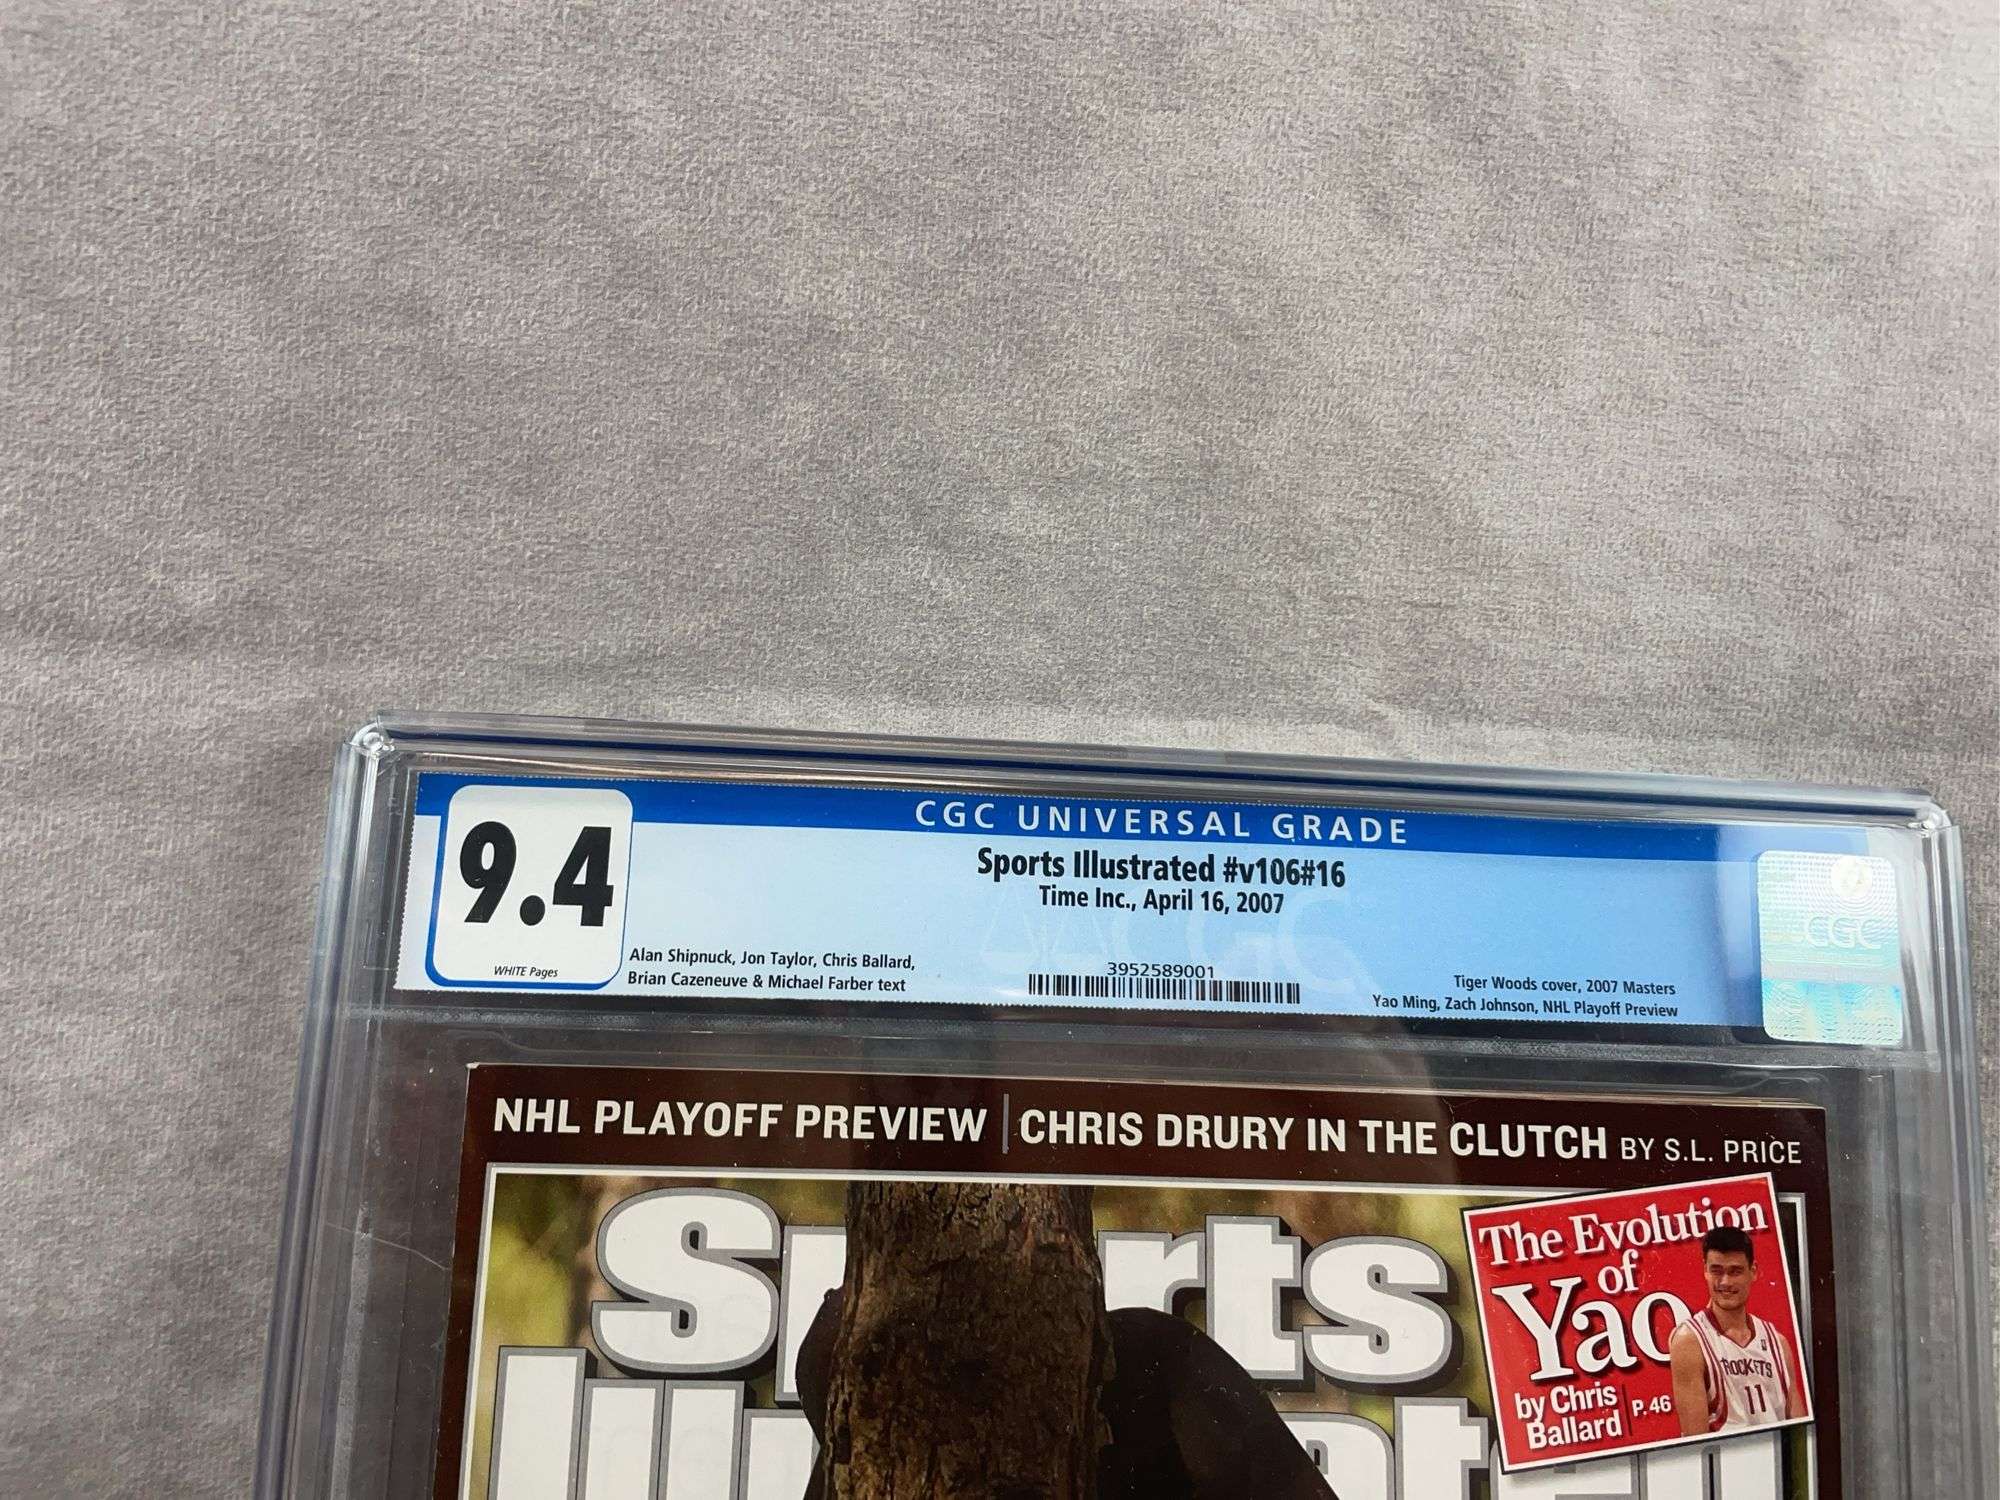 CGC UNIVERSAL GRADE
9.4
WHITE Pages
Sports Illustrated #v106#16
Time Inc., April 16, 2007
Alan Shipnuck, Jon Taylor, Chris Ballard,
Brian Cazeneuve & Michael Farber text
3952589001
Tiger Woods cover, 2007 Masters
Yao Ming, Zach Johnson, NHL Playoff Preview
CGC
CGC
NHL PLAYOFF PREVIEW | CHRIS DRURY IN THE CLUTCH BY S.L. PRICE
Sports
Illustrated
The Evolution
of
Yao
by Chris
Ballard
P.46
ROCKETS
11